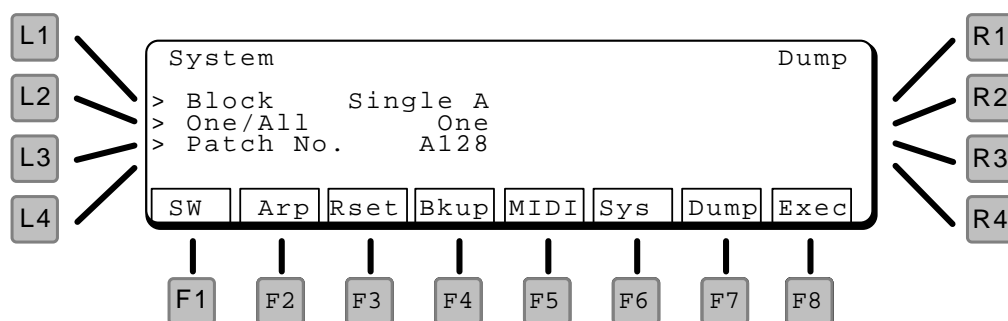 System Dump
> Block Single A
> One/All One
> Patch No. A128
SW Arp Rset Bkup MIDI Sys Dump Exec
L1
L2
L3
L4
R1
R2
R3
R4
F1 F2 F3 F4 F5 F6 F7 F8